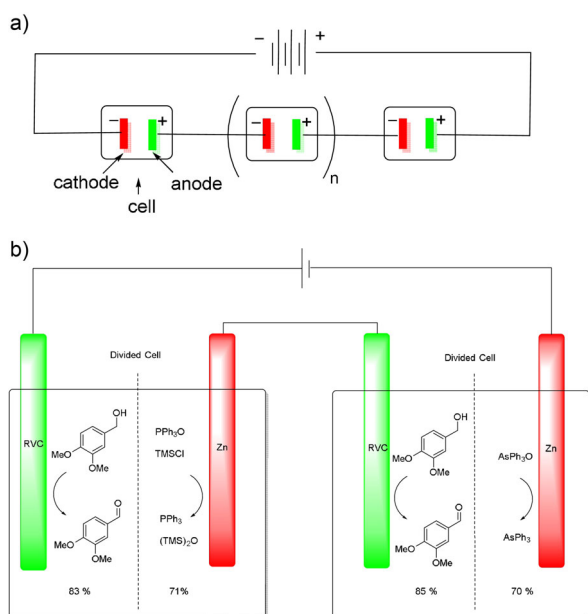 a)
− +
− +
− +
− +
n
cathode
anode
cell
b)
Divided Cell
Divided Cell
RVC
OH
MeO
OMe
PPh3O
TMSCl
Zn
RVC
OH
MeO
OMe
AsPh3O
Zn
O
MeO
OMe
PPh3
(TMS)2O
O
MeO
OMe
AsPh3
83 %
71%
85 %
70 %